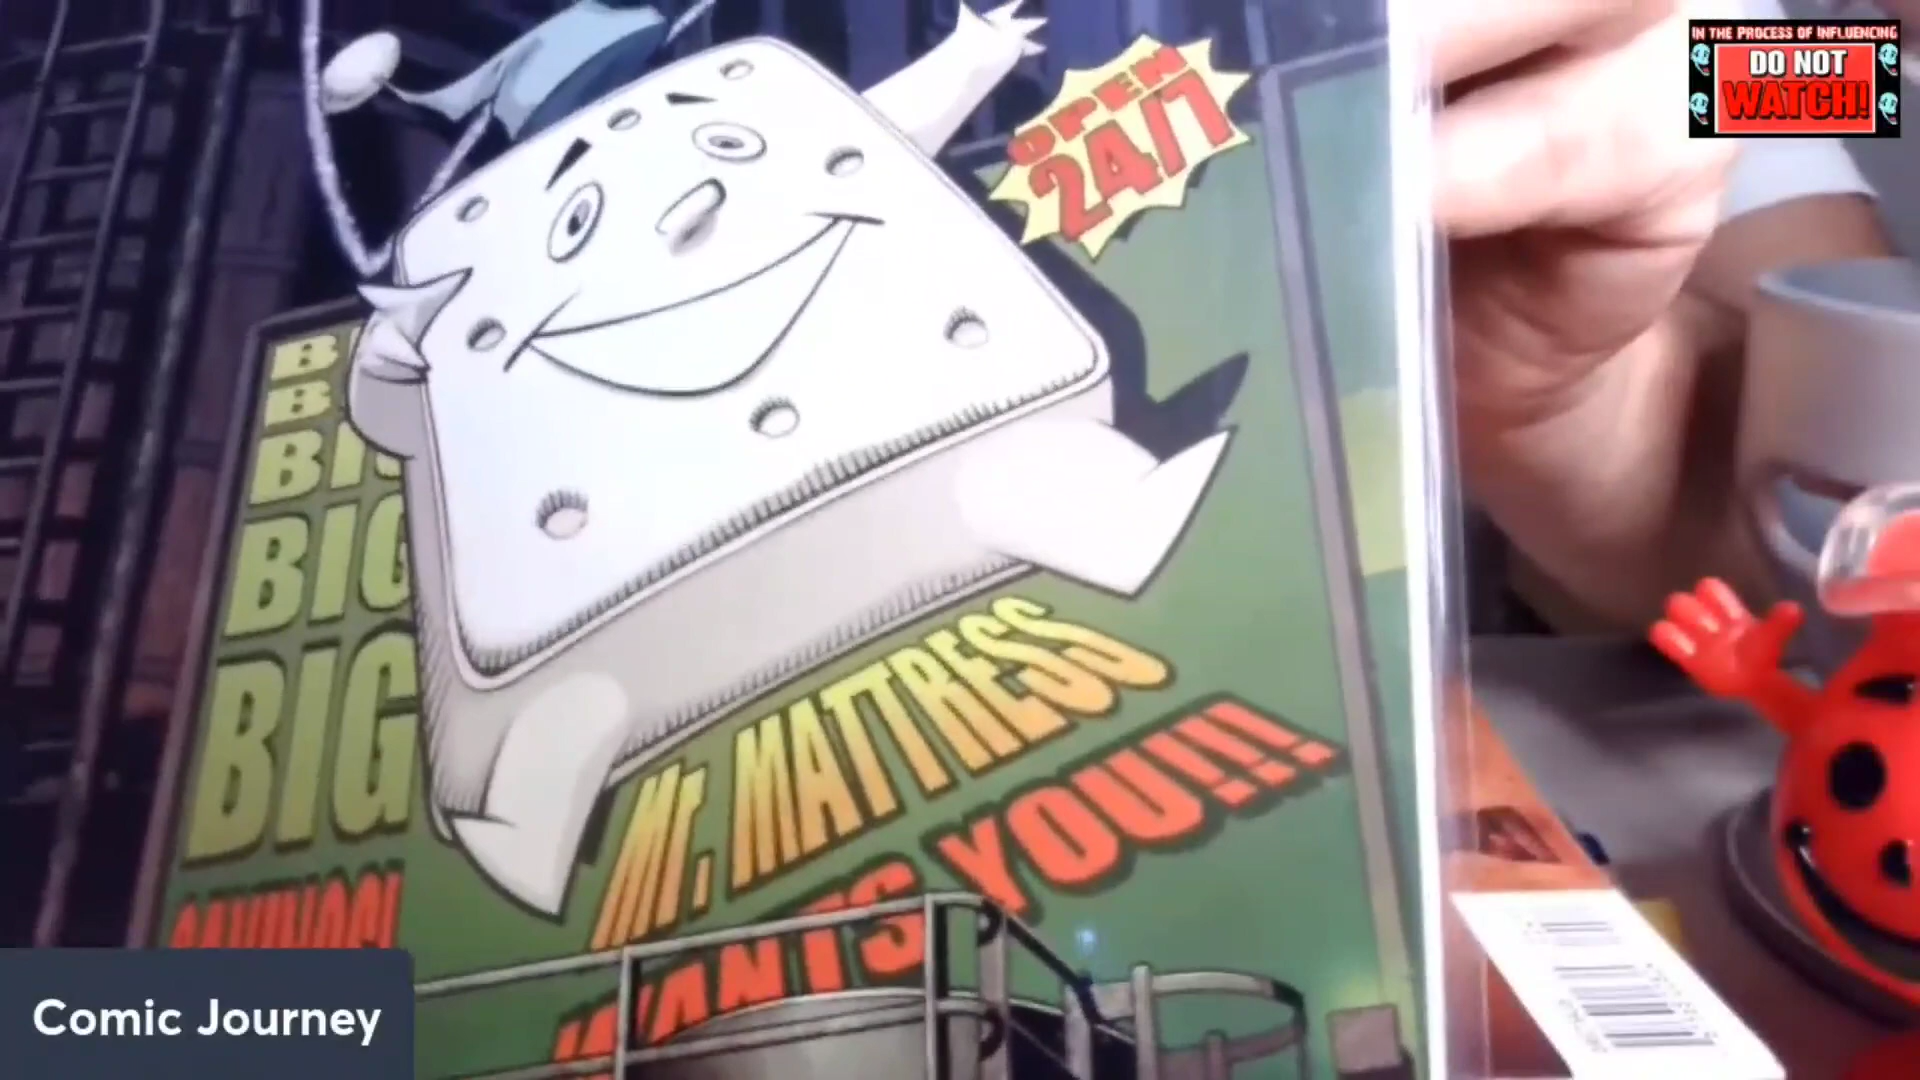 IN THE PROCESS OF INFLUENCING
DO NOT
WATCH!
OPEN
24/7
B
B
BIG
BIG
BIG
Mr. MATTRESS
WANTS YOU!!!
Comic Journey